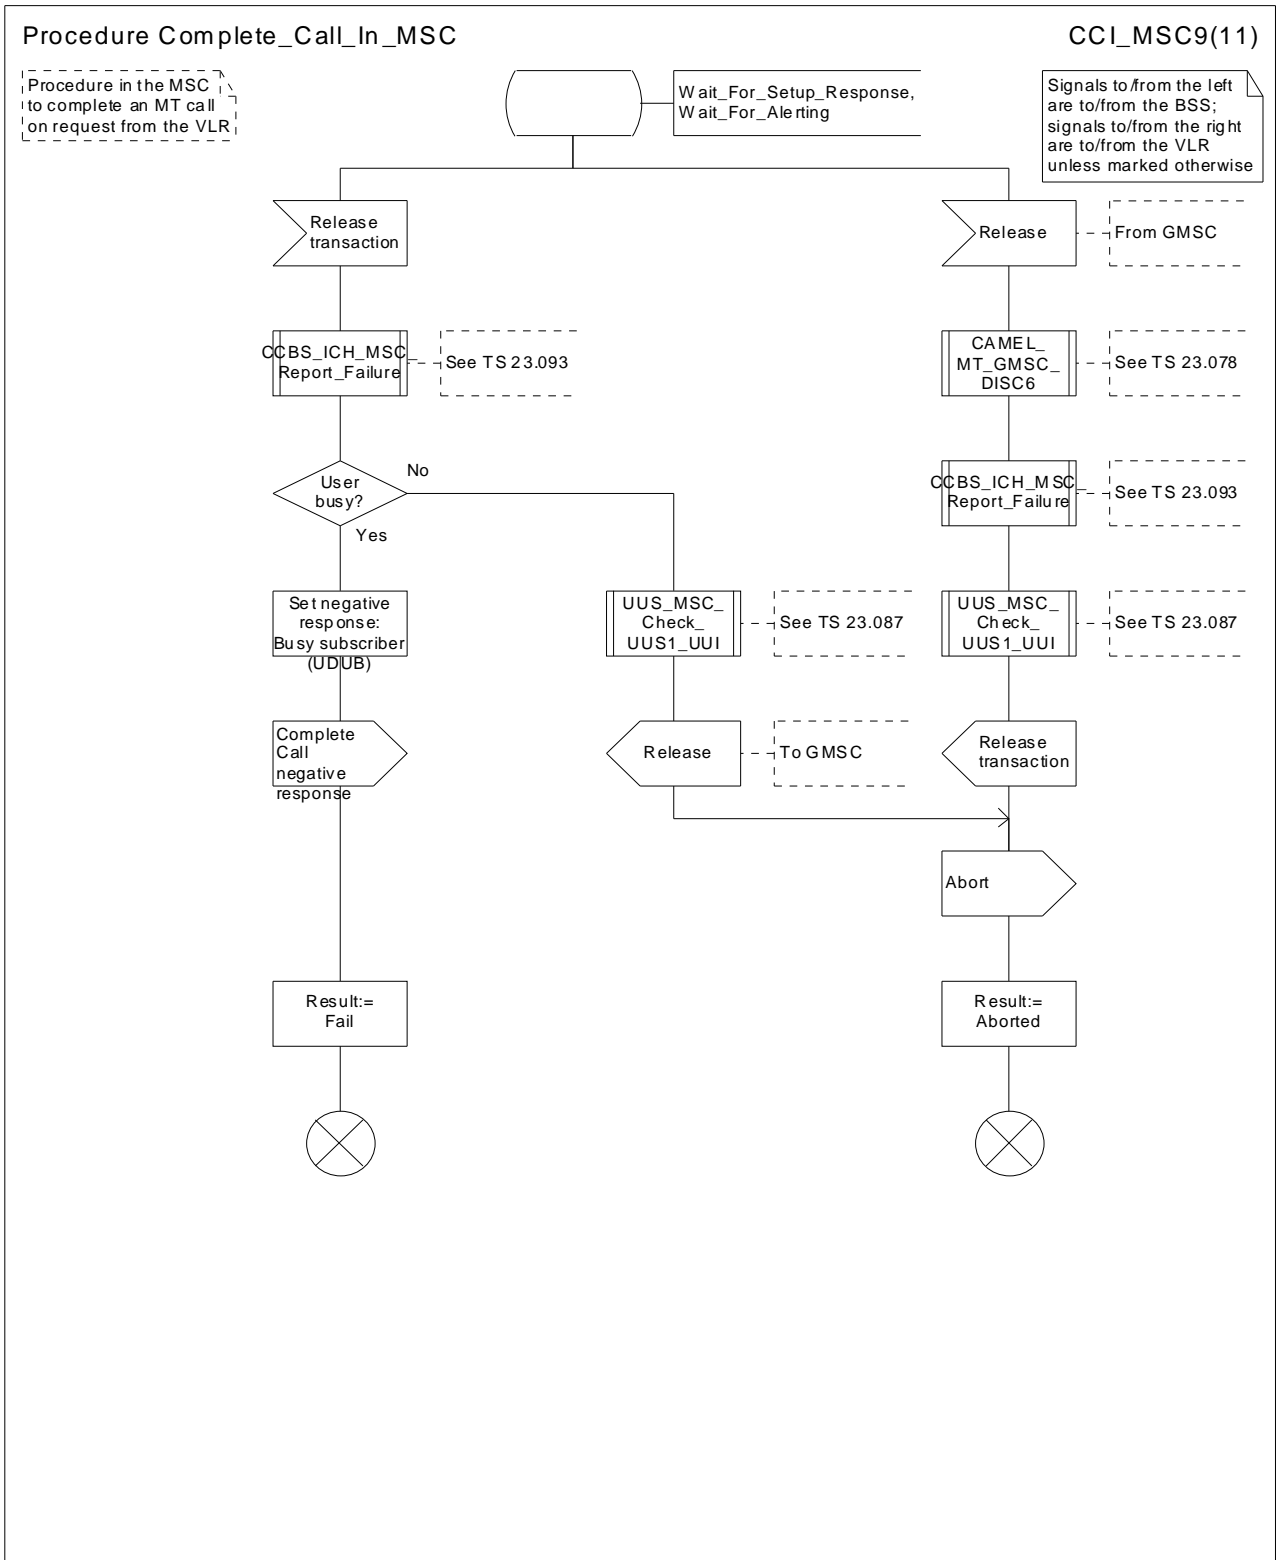 Procedure Complete_Call_In_MSC
CCI_MSC9(11)
Procedure in the MSC
to complete an MT call
on request from the VLR
Wait_For_Setup_Response,
Wait_For_Alerting
Signals to/from the left
are to/from the BSS;
signals to/from the right
are to/from the VLR
unless marked otherwise
Release
transaction
Release
From GMSC
CCBS_ICH_MSC_
Report_Failure
See TS 23.093
CAMEL_
MT_GMSC_
DISC6
See TS 23.078
User
busy?
No
Yes
CCBS_ICH_MSC_
Report_Failure
See TS 23.093
Set negative
response:
Busy subscriber
(UDUB)
UUS_MSC_
Check_
UUS1_UUI
See TS 23.087
UUS_MSC_
Check_
UUS1_UUI
See TS 23.087
Complete
Call
negative
response
Release
To GMSC
Release
transaction
Abort
Result:=
Fail
Result:=
Aborted